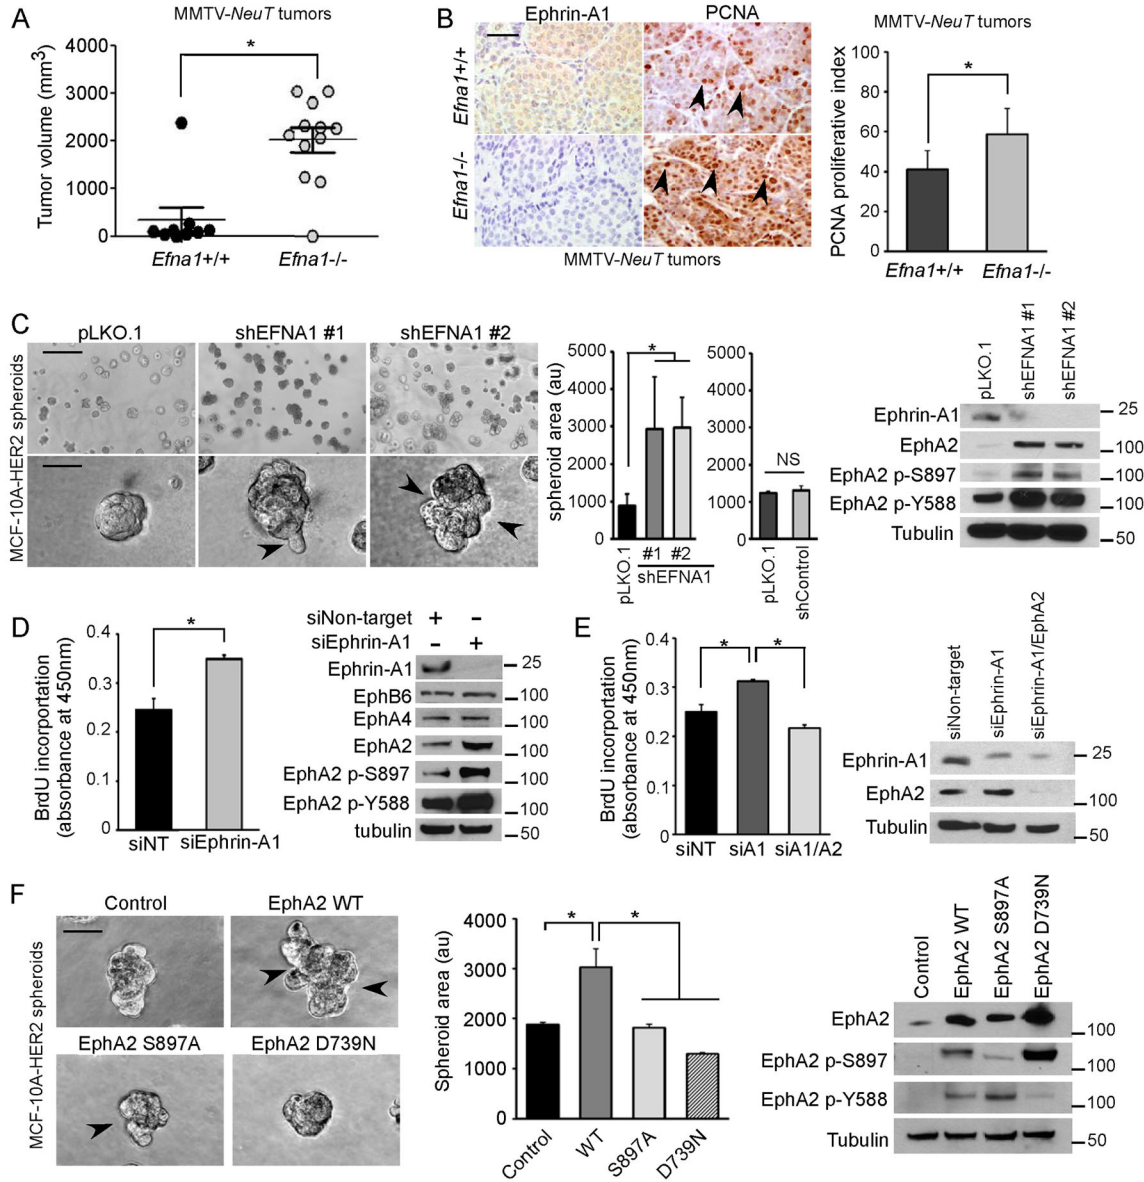 A
MMTV-NeuT tumors
Tumor volume (mm3)
4000
3000
2000
1000
0
*
Efna1+/+
Efna1-/-
B
Ephrin-A1
PCNA
Efna1+/+
Efna1-/-
MMTV-NeuT tumors
MMTV-NeuT tumors
PCNA proliferative index
100
80
60
40
20
0
*
Efna1+/+
Efna1-/-
C
pLKO.1
shEFNA1 #1
shEFNA1 #2
MCF-10A-HER2 spheroids
spheroid area (au)
5000
4000
3000
2000
1000
0
*
pLKO.1
#1
#2
shEFNA1
5000
4000
3000
2000
1000
0
NS
pLKO.1
shControl
pLKO.1
shEFNA1 #1
shEFNA1 #2
Ephrin-A1
25
EphA2
100
EphA2 p-S897
100
EphA2 p-Y588
100
Tubulin
50
D
BrdU incorporation
(absorbance at 450nm)
0.4
0.3
0.2
0.1
0
*
siNT
siEphrin-A1
siNon-target + -
siEphrin-A1 - +
Ephrin-A1
25
EphB6
100
EphA4
100
EphA2
100
EphA2 p-S897
100
EphA2 p-Y588
100
tubulin
50
E
BrdU incorporation
(absorbance at 450nm)
0.4
0.3
0.2
0.1
0
*
*
siNT
siA1
siA1/A2
siNon-target
siEphrin-A1
siEphrin-A1/EphA2
Ephrin-A1
25
EphA2
100
Tubulin
50
F
Control
EphA2 WT
EphA2 S897A
EphA2 D739N
MCF-10A-HER2 spheroids
Spheroid area (au)
4000
3000
2000
1000
0
*
*
Control
WT
S897A
D739N
Control
EphA2 WT
EphA2 S897A
EphA2 D739N
EphA2
100
EphA2 p-S897
100
EphA2 p-Y588
100
Tubulin
50